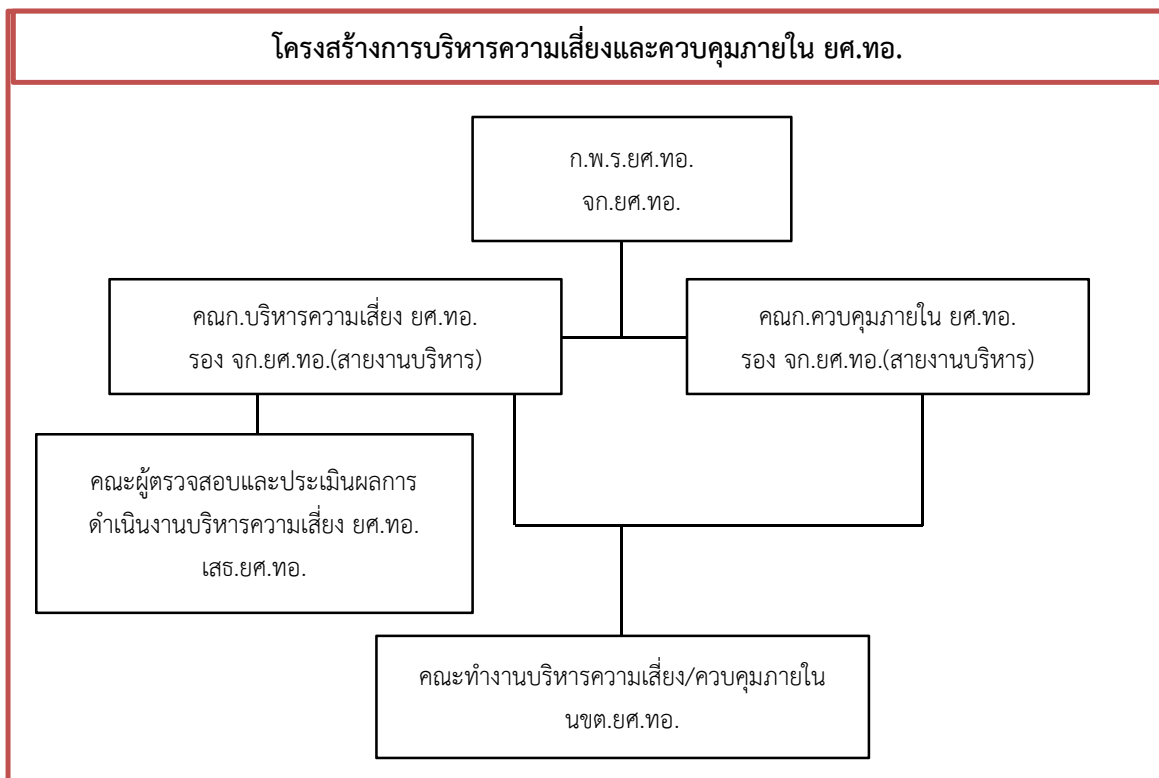 โครงสร้างการบริหารความเสี่ยงและควบคุมภายใน ยศ.ทอ.
ก.พ.ร.ยศ.ทอ.
จก.ยศ.ทอ.
คณก.บริหารความเสี่ยง ยศ.ทอ.
รอง จก.ยศ.ทอ.(สายงานบริหาร)
คณก.ควบคุมภายใน ยศ.ทอ.
รอง จก.ยศ.ทอ.(สายงานบริหาร)
คณะผู้ตรวจสอบและประเมินผลการ
ดำเนินงานบริหารความเสี่ยง ยศ.ทอ.
เสธ.ยศ.ทอ.
คณะทำงานบริหารความเสี่ยง/ควบคุมภายใน
นขต.ยศ.ทอ.